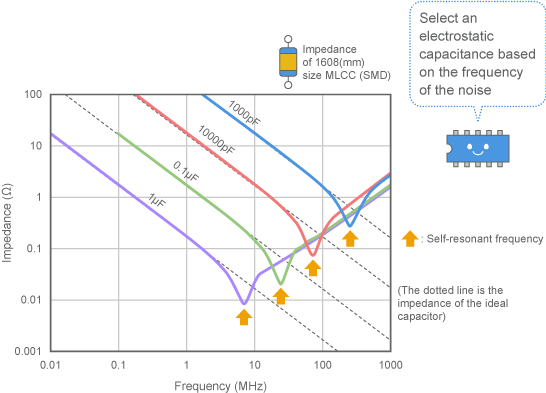 Select an
electrostatic
capacitance based
on the frequency
of the noise
Impedance
of 1608(mm)
size MLCC (SMD)
100
10
1
0.1
0.01
0.001
Impedance (Ω)
1000pF
10000pF
0.1μF
1μF
: Self-resonant frequency
(The dotted line is the
impedance of the ideal
capacitor)
0.01
0.1
1
10
100
1000
Frequency (MHz)